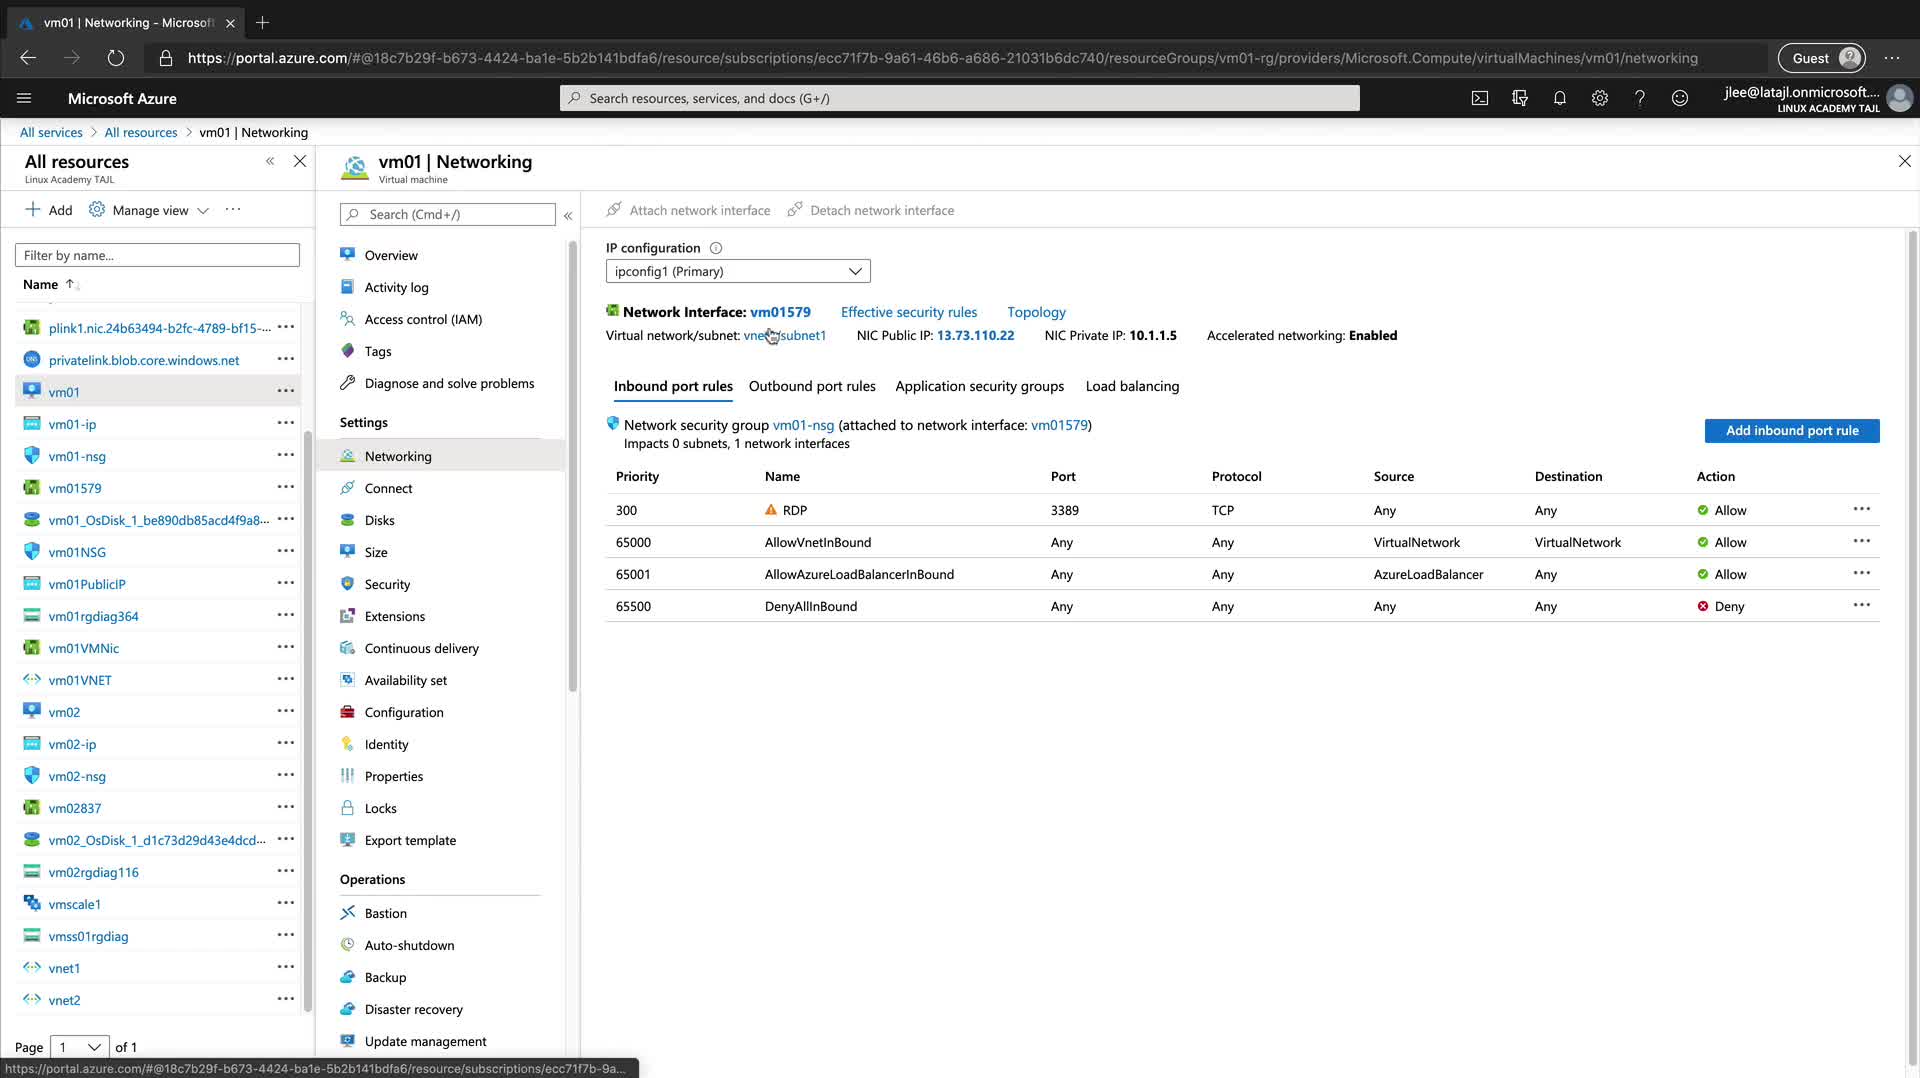 vm01 | Networking - Microsoft
https://portal.azure.com/#@18c7b29f-b673-4424-ba1e-5b2b141bdfa6/resource/subscriptions/ecc71f7b-9a61-46b6-a686-21031b6dc740/resourceGroups/vm01-rg/providers/Microsoft.Compute/virtualMachines/vm01/networking
Guest
Microsoft Azure
Search resources, services, and docs (G+/)
jlee@latajl.onmicrosoft....
LINUX ACADEMY TAJL
All services > All resources > vm01 | Networking
All resources
Linux Academy TAJL
Add
Manage view
Filter by name...
Name
plink1.nic.24b63494-b2fc-4789-bf15-...
privatelink.blob.core.windows.net
vm01
vm01-ip
vm01-nsg
vm01579
vm01_OsDisk_1_be890db85acd4f9a8...
vm01NSG
vm01PublicIP
vm01rgdiag364
vm01VMNic
vm01VNET
vm02
vm02-ip
vm02-nsg
vm02837
vm02_OsDisk_1_d1c73d29d43e4dcd...
vm02rgdiag116
vmscale1
vmss01rgdiag
vnet1
vnet2
Page 1 of 1
https://portal.azure.com/#@18c7b29f-b673-4424-ba1e-5b2b141bdfa6/resource/subscriptions/ecc71f7b-9a...
vm01 | Networking
Virtual machine
Search (Cmd+/)
Overview
Activity log
Access control (IAM)
Tags
Diagnose and solve problems
Settings
Networking
Connect
Disks
Size
Security
Extensions
Continuous delivery
Availability set
Configuration
Identity
Properties
Locks
Export template
Operations
Bastion
Auto-shutdown
Backup
Disaster recovery
Update management
Attach network interface
Detach network interface
IP configuration
ipconfig1 (Primary)
Network Interface: vm01579 Effective security rules Topology
Virtual network/subnet: /subnet1 NIC Public IP: 13.73.110.22 NIC Private IP: 10.1.1.5 Accelerated networking: Enabled
Inbound port rules Outbound port rules Application security groups Load balancing
Network security group vm01-nsg (attached to network interface: vm01579)
Impacts 0 subnets, 1 network interfaces
Add inbound port rule
Priority Name Port Protocol Source Destination Action
300 RDP 3389 TCP Any Any Allow
65000 AllowVnetInBound Any Any VirtualNetwork VirtualNetwork Allow
65001 AllowAzureLoadBalancerInBound Any Any AzureLoadBalancer Any Allow
65500 DenyAllInBound Any Any Any Any Deny